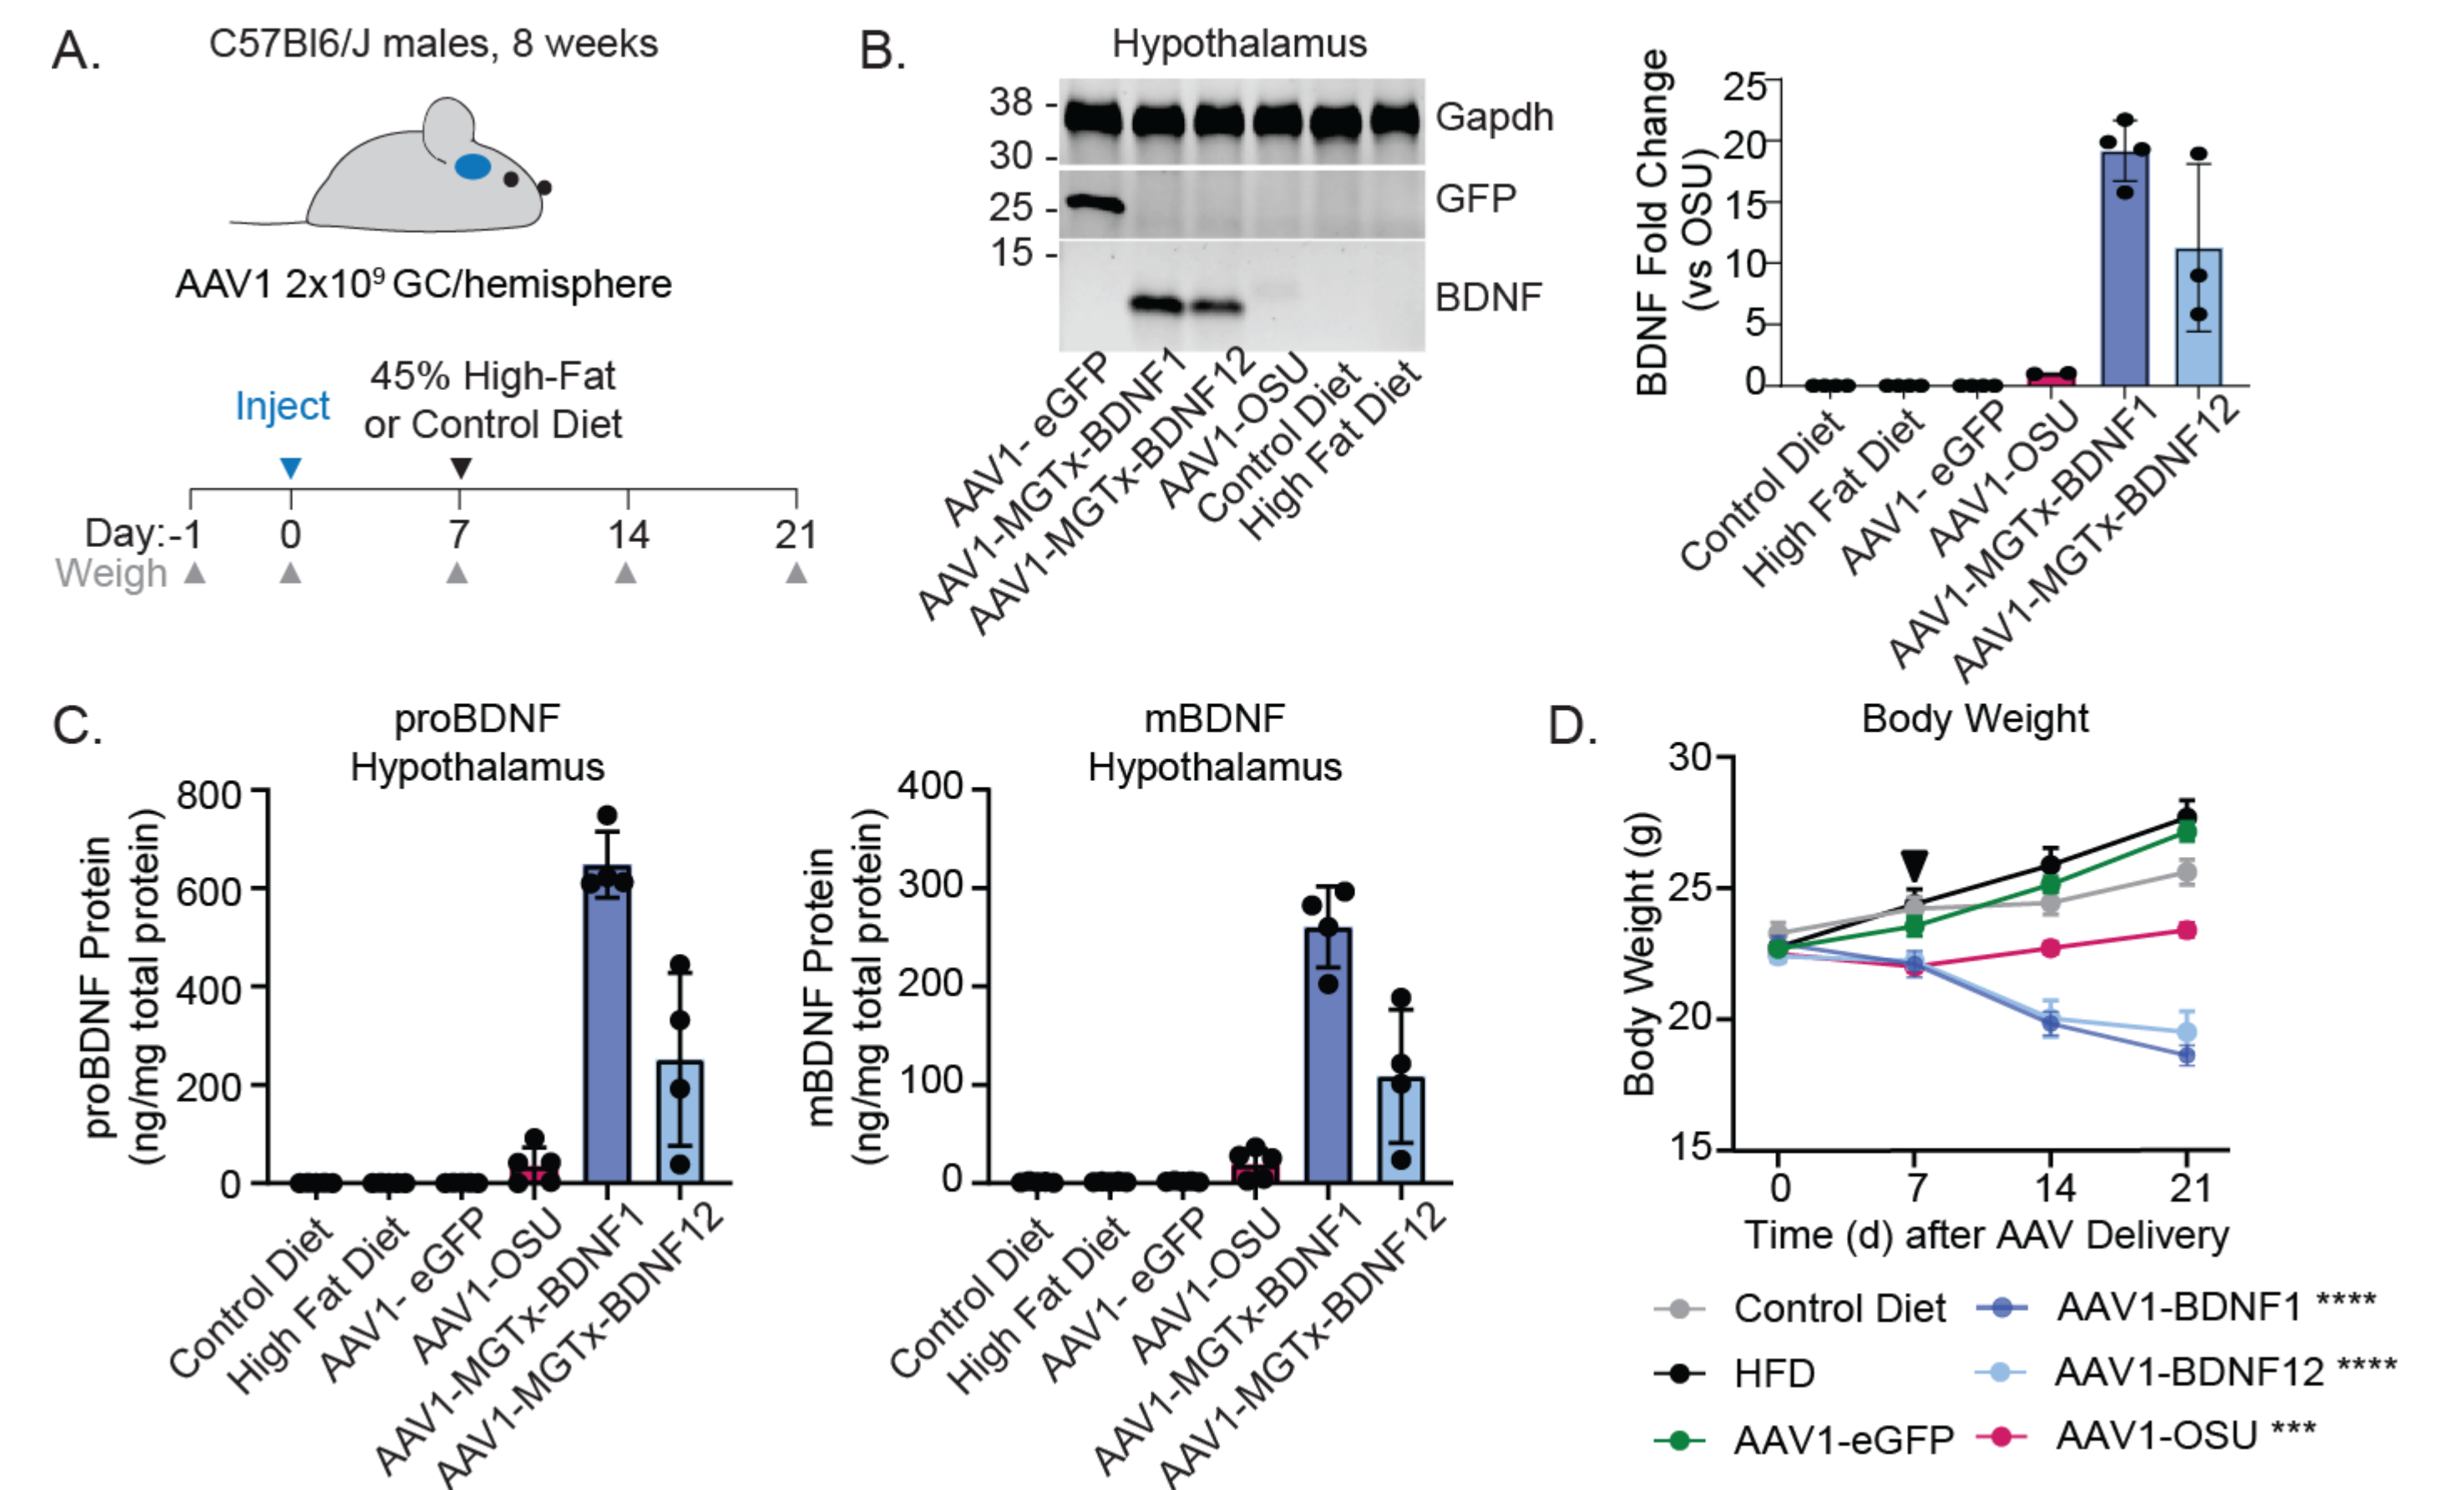 A.
C57Bl6/J males, 8 weeks
AAV1 2x10⁹ GC/hemisphere
Inject
45% High-Fat
or Control Diet
Day:-1 0 7 14 21
Weigh
B.
Hypothalamus
38 -
30 -
25 -
15 -
Gapdh
GFP
BDNF
AAV1- eGFP
AAV1-MGTx-BDNF1
AAV1-MGTx-BDNF12
AAV1-OSU
Control Diet
High Fat Diet
BDNF Fold Change
(vs OSU)
25
20
15
10
5
0
Control Diet
High Fat Diet
AAV1- eGFP
AAV1-OSU
AAV1-MGTx-BDNF1
AAV1-MGTx-BDNF12
C.
proBDNF
Hypothalamus
proBDNF Protein
(ng/mg total protein)
800
600
400
200
0
Control Diet
High Fat Diet
AAV1- eGFP
AAV1-OSU
AAV1-MGTx-BDNF1
AAV1-MGTx-BDNF12
mBDNF
Hypothalamus
mBDNF Protein
(ng/mg total protein)
400
300
200
100
0
Control Diet
High Fat Diet
AAV1- eGFP
AAV1-OSU
AAV1-MGTx-BDNF1
AAV1-MGTx-BDNF12
D.
Body Weight
Body Weight (g)
30
25
20
15
0 7 14 21
Time (d) after AAV Delivery
Control Diet
HFD
AAV1-eGFP
AAV1-BDNF1 ****
AAV1-BDNF12 ****
AAV1-OSU ***